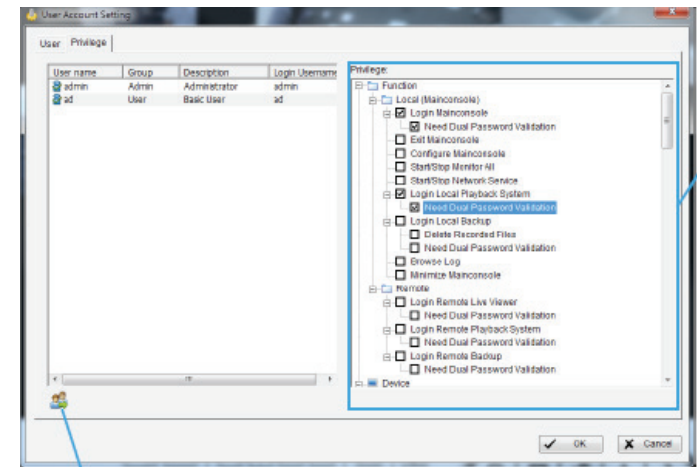 User Account Setting
User Privilege
User name Group Description Login Username
admin Admin Administrator admin
ad User Basic User ad
Privilege:
Function
Local (Mainconsole)
Login Mainconsole
Need Dual Password Validation
Exit Mainconsole
Configure Mainconsole
Start/Stop Monitor All
Start/Stop Network Service
Login Local Playback System
Need Dual Password Validation
Login Local Backup
Delete Recorded Files
Need Dual Password Validation
Browse Log
Minimize Mainconsole
Remote
Login Remote Live Viewer
Need Dual Password Validation
Login Remote Playback System
Need Dual Password Validation
Login Remote Backup
Need Dual Password Validation
Device
OK Cancel